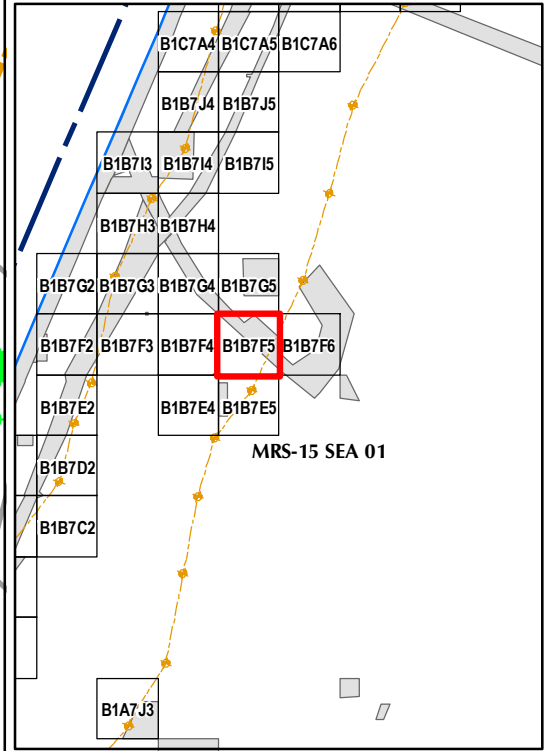 B1C7A4 B1C7A5 B1C7A6
B1B7J4 B1B7J5
B1B7I3 B1B7I4 B1B7I5
B1B7H3 B1B7H4
B1B7G2 B1B7G3 B1B7G4 B1B7G5
B1B7F2 B1B7F3 B1B7F4 B1B7F5 B1B7F6
B1B7E2 B1B7E4 B1B7E5
MRS-15 SEA 01
B1B7D2
B1B7C2
B1A7J3